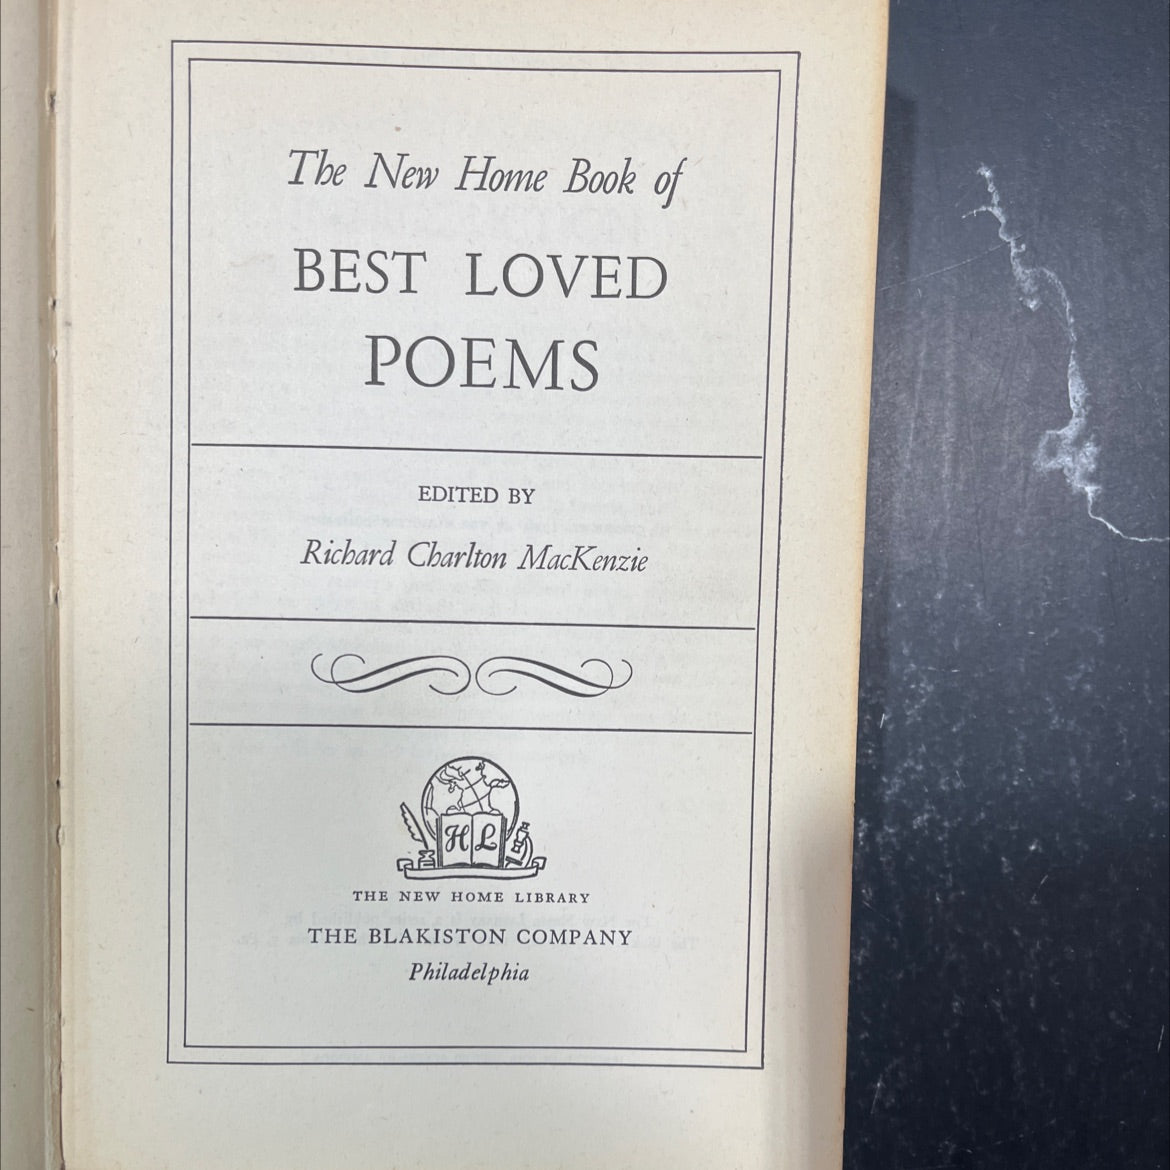 The New Home Book of
BEST LOVED
POEMS
EDITED BY
Richard Charlton MacKenzie
H L
THE NEW HOME LIBRARY
THE BLAKISTON COMPANY
Philadelphia